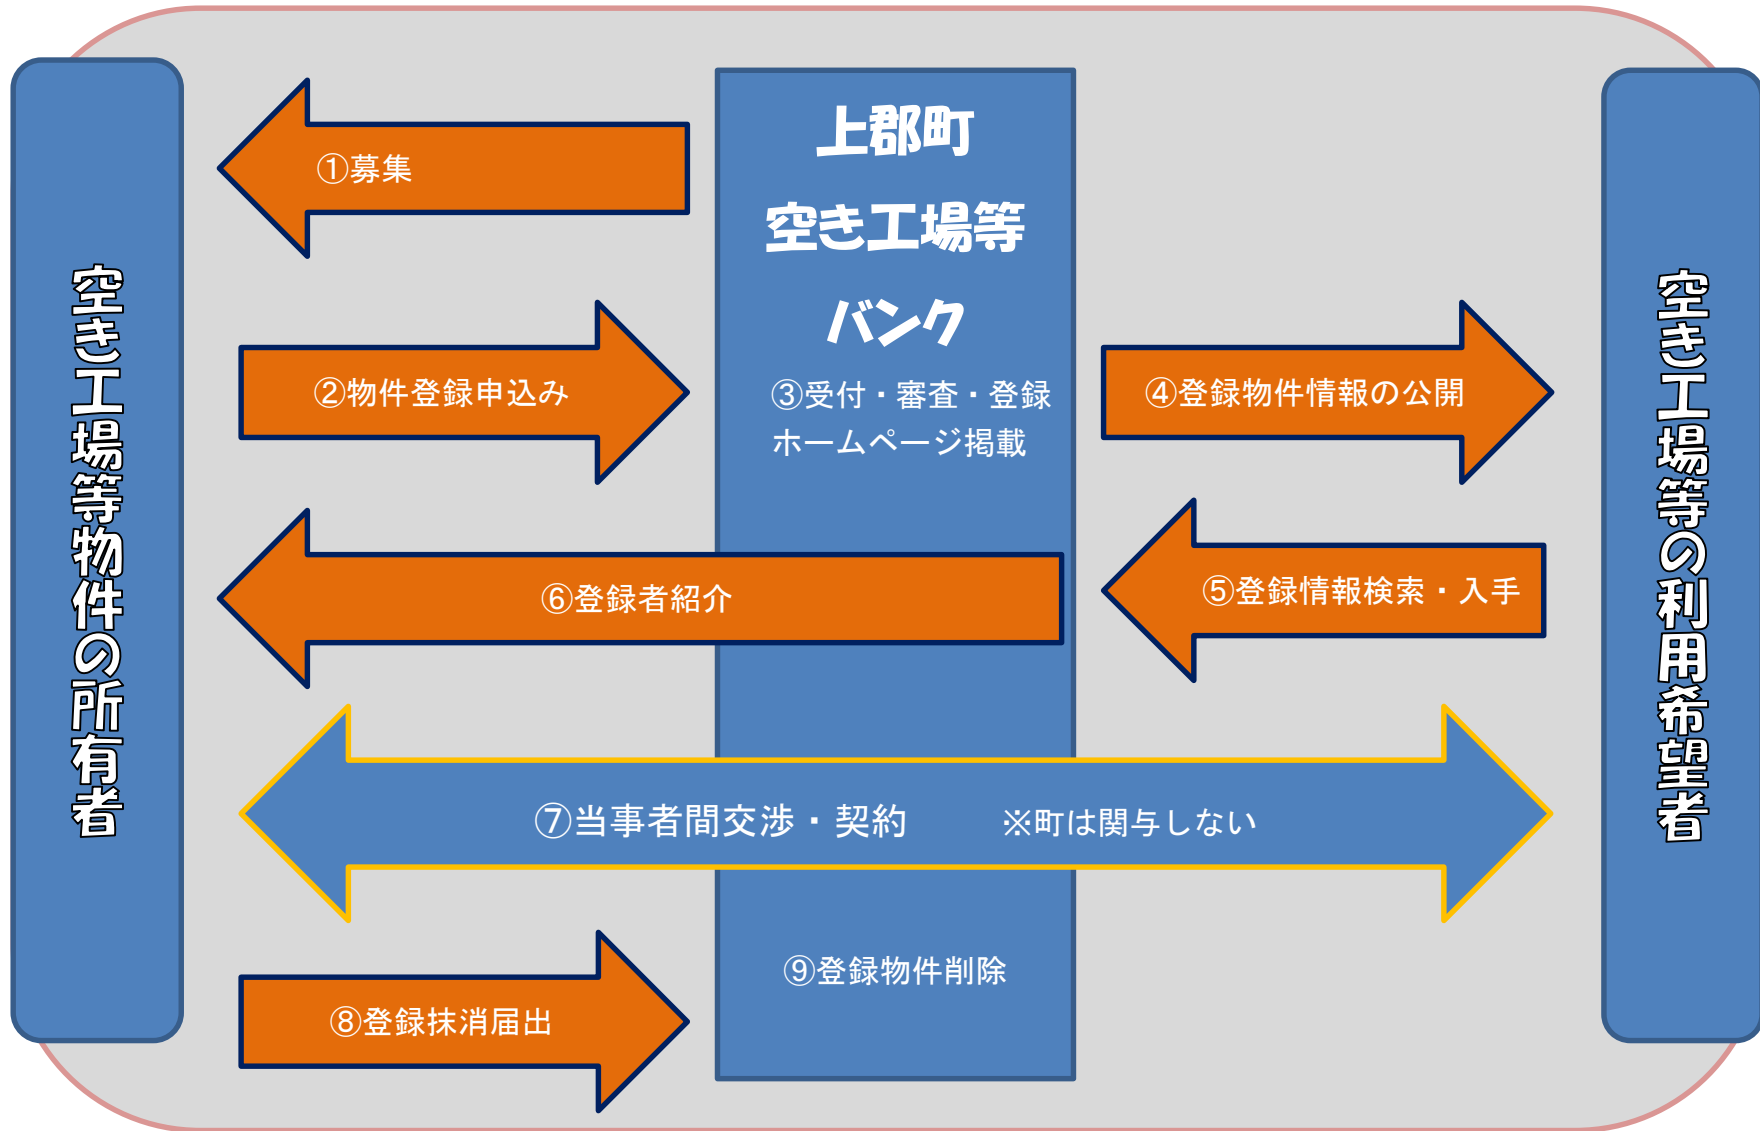 空き工場等物件の所有者
①募集
②物件登録申込み
上郡町
空き工場等
バンク
③受付・審査・登録
ホームページ掲載
④登録物件情報の公開
⑤登録情報検索・入手
⑥登録者紹介
⑦当事者間交渉・契約　　※町は関与しない
⑧登録抹消届出
⑨登録物件削除
空き工場等の利用希望者